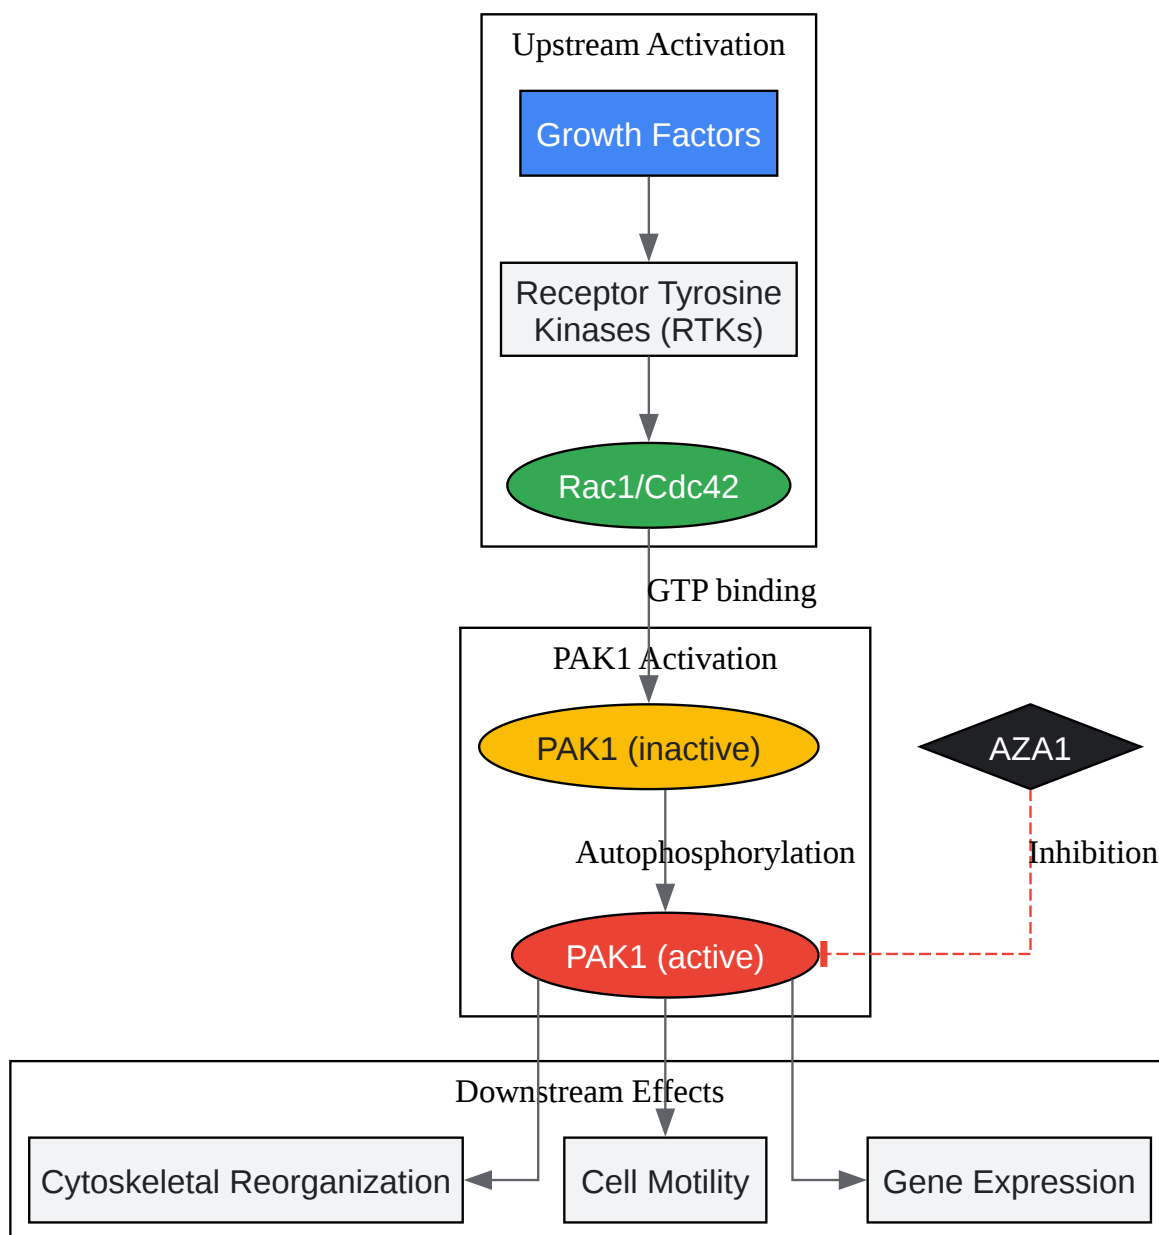 Upstream Activation
Growth Factors
Receptor Tyrosine
Kinases (RTKs)
Rac1/Cdc42
GTP binding
PAK1 Activation
PAK1 (inactive)
AZA1
Autophosphorylation
Inhibition
PAK1 (active)
Downstream Effects
Cytoskeletal Reorganization
Cell Motility
Gene Expression